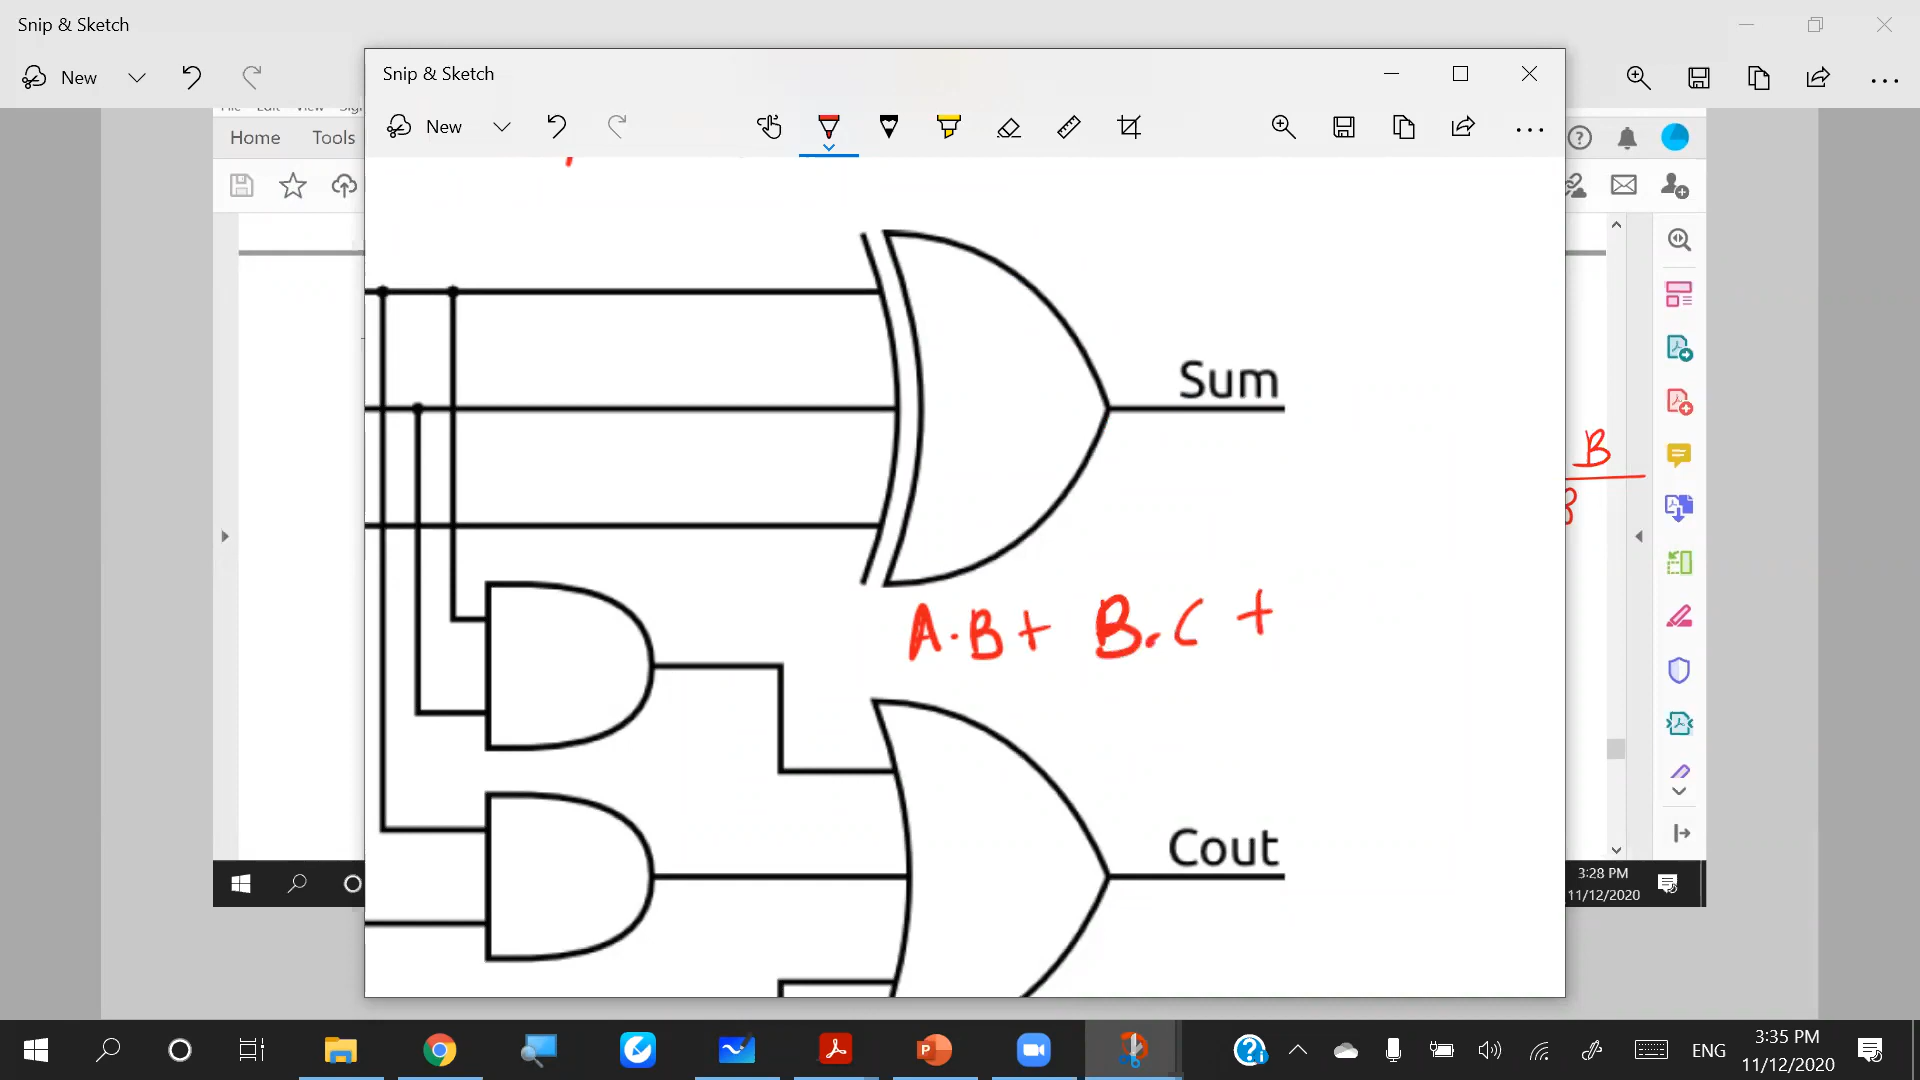 Snip & Sketch
New
Snip & Sketch
New
Home Tools
Sum
B
A.B+ B.C +
Cout
3:28 PM
11/12/2020
ENG
3:35 PM
11/12/2020